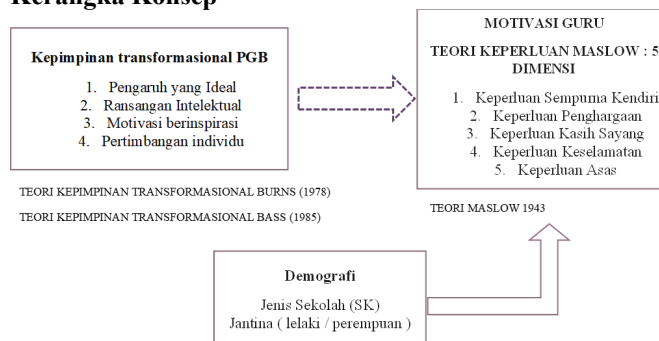 Kerangka Konsep
Kepimpinan transformasional PGB
1. Pengaruh yang Ideal
2. Ransangan Intelektual
3. Motivasi berinspirasi
4. Pertimbangan individu
TEORI KEPIMPINAN TRANSFORMASIONAL BURNS (1978)
TEORI KEPIMPINAN TRANSFORMASIONAL BASS (1985)
MOTIVASI GURU
TEORI KEPERLUAN MASLOW : 5
DIMENSI
1. Keperluan Sempurna Kendiri
2. Keperluan Penghargaan
3. Keperluan Kasih Sayang
4. Keperluan Keselamatan
5. Keperluan Asas
TEORI MASLOW 1943
Demografi
Jenis Sekolah (SK)
Jantina ( lelaki / perempuan )